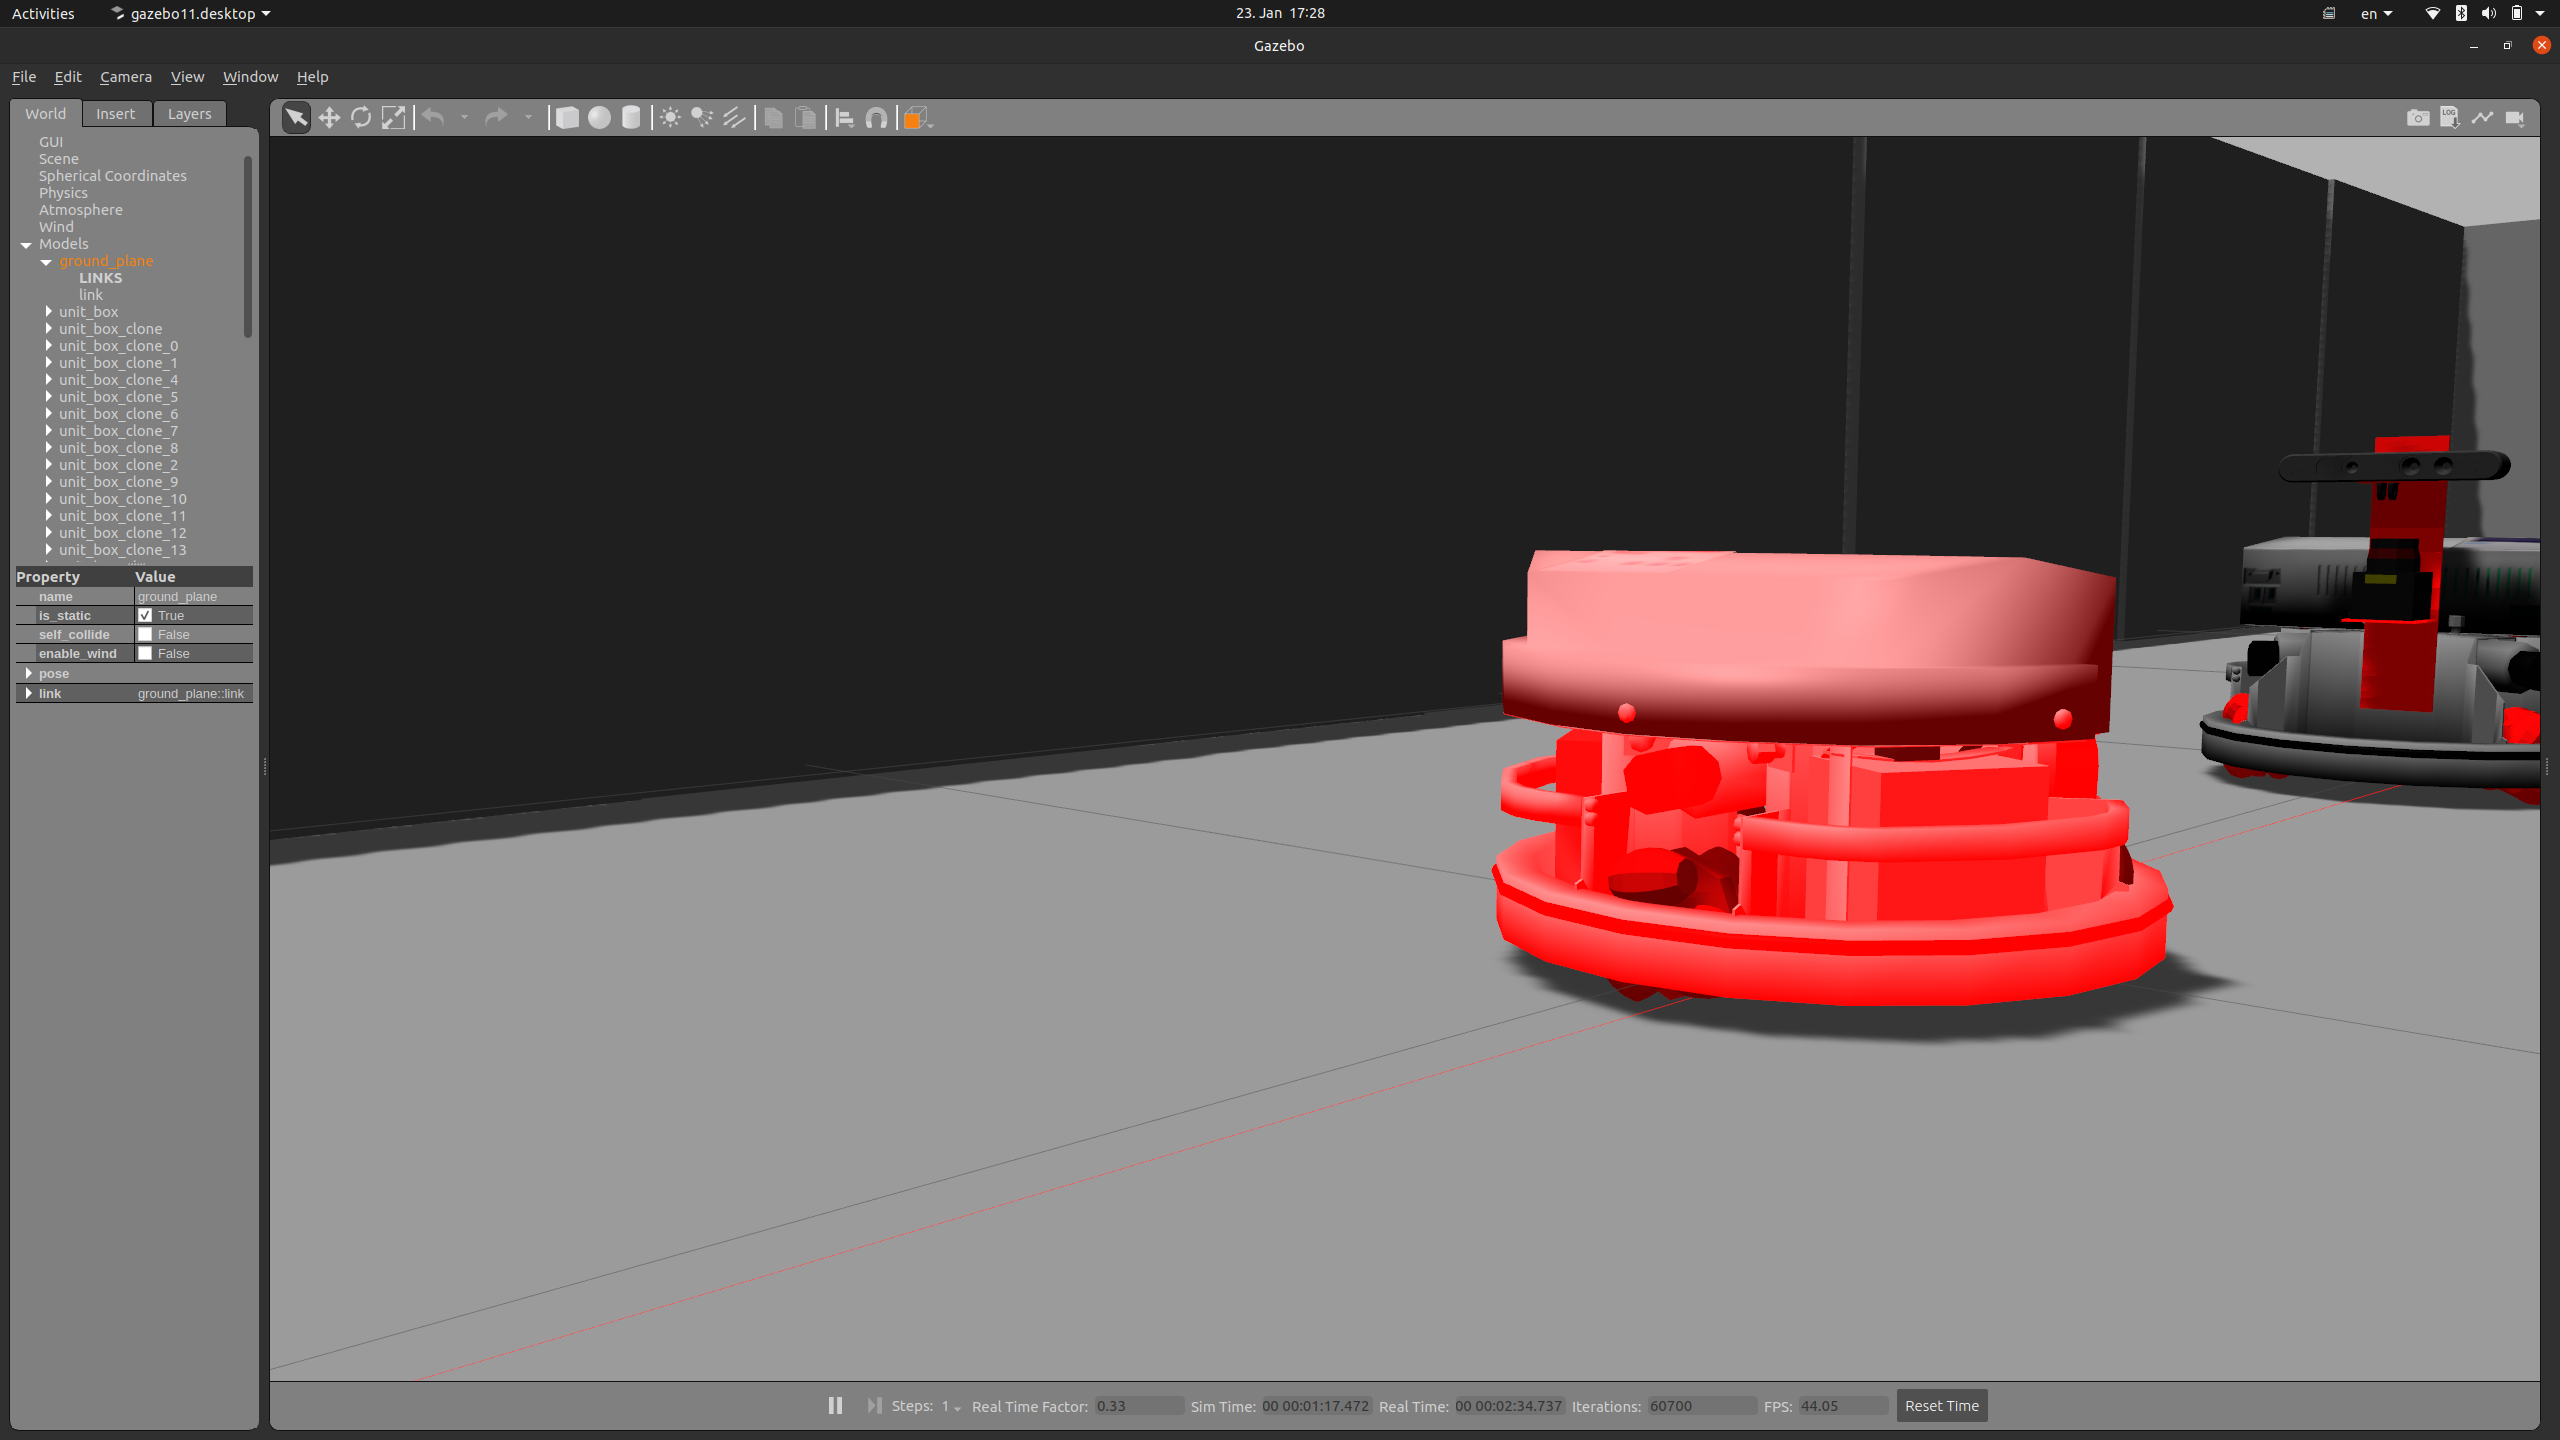 Activities
gazebo11.desktop
23. Jan 17:28
en
Gazebo
File Edit Camera View Window Help
World Insert Layers
GUI
Scene
Spherical Coordinates
Physics
Atmosphere
Wind
Models
ground_plane
LINKS
link
unit_box
unit_box_clone
unit_box_clone_0
unit_box_clone_1
unit_box_clone_4
unit_box_clone_5
unit_box_clone_6
unit_box_clone_7
unit_box_clone_8
unit_box_clone_2
unit_box_clone_9
unit_box_clone_10
unit_box_clone_11
unit_box_clone_12
unit_box_clone_13
Property Value
name ground_plane
is_static True
self_collide False
enable_wind False
pose
link ground_plane::link
LOG
Steps: 1 Real Time Factor: 0.33 Sim Time: 00 00:01:17.472 Real Time: 00 00:02:34.737 Iterations: 60700 FPS: 44.05 Reset Time